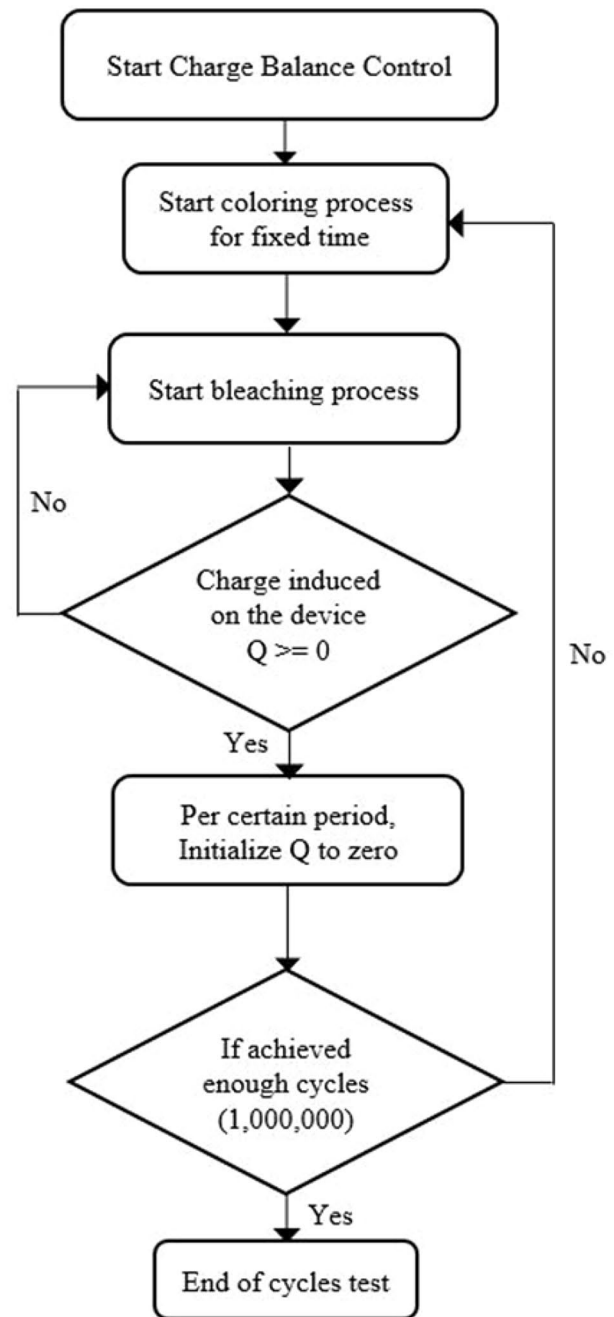 Start Charge Balance Control
Start coloring process
for fixed time
Start bleaching process
No
Charge induced
on the device
Q >= 0
No
Yes
Per certain period,
Initialize Q to zero
If achieved
enough cycles
(1,000,000)
Yes
End of cycles test